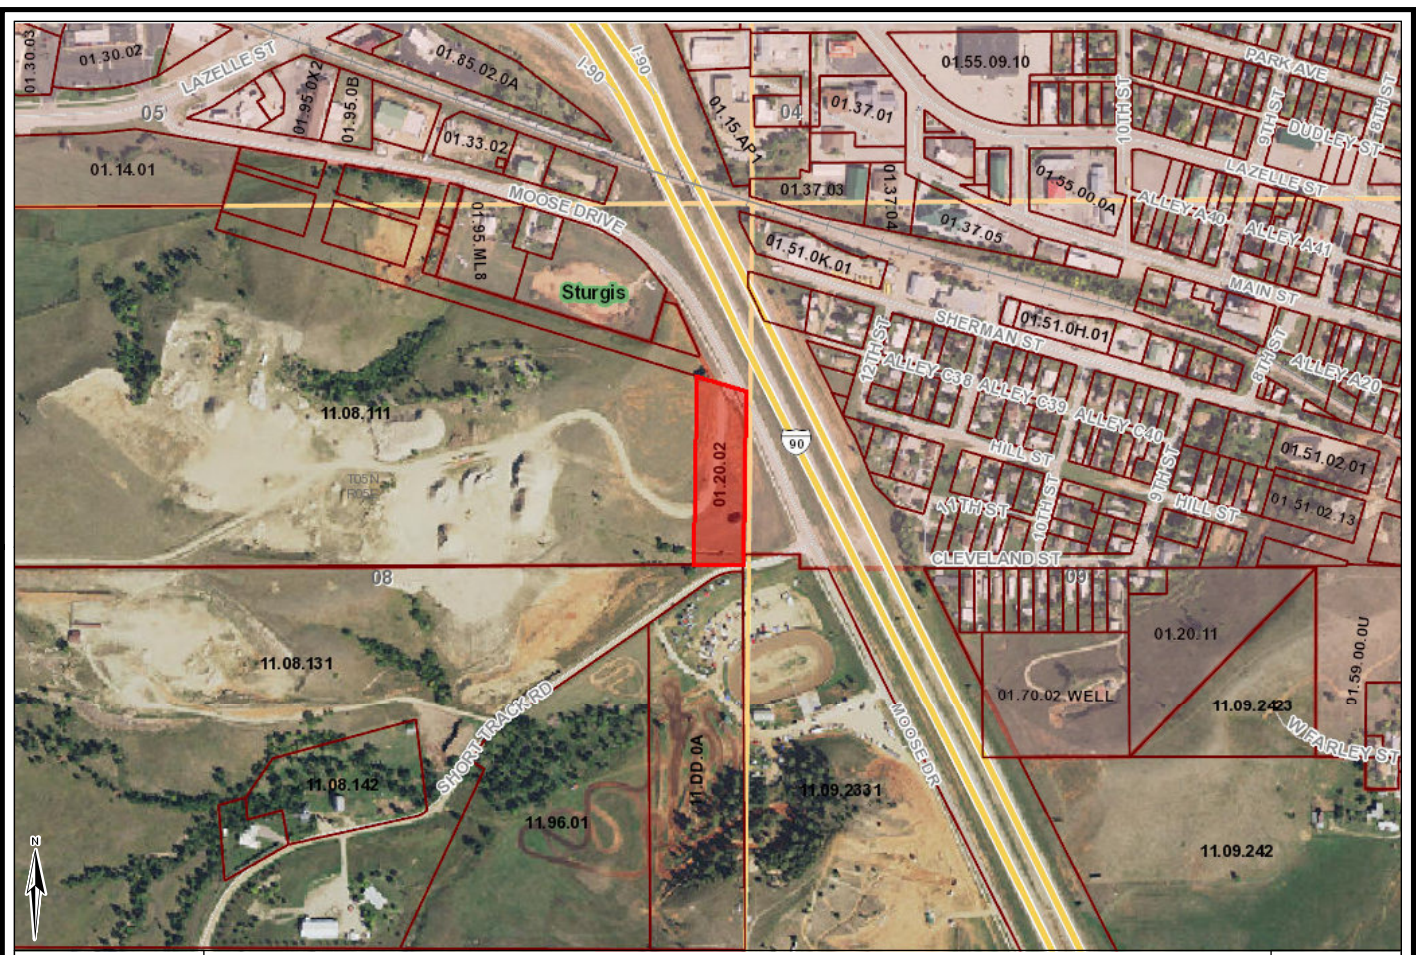 01.30.03
01.30.02
LAZELLE ST
05
01.95.0X2
01.95.0B
01.85.02.0A
01.33.02
I-90
I-90
01.15.AP1
04
01.37.01
01.37.03
01.37.04
01.37.05
01.55.09.10
01.55.00.0A
PARK AVE
10TH ST
9TH ST
8TH ST
DUDLEY ST
LAZELLE ST
ALLEY A40
ALLEY A41
MAIN ST
01.14.01
MOOSE DRIVE
01.95.ML8
Sturgis
01.51.0K.01
SHERMAN ST
01.51.0H.01
12TH ST
8TH ST
ALLEY A20
ALLEY C38
ALLEY C39
ALLEY C40
11.08.111
01.20.02
90
HILL ST
01.51.02.01
T05N
R05E
11TH ST
10TH ST
9TH ST
HILL ST
01.51.02.13
CLEVELAND ST
08
09
11.08.131
01.20.11
01.59.00.0U
SHORT TRACK RD
01.70.02.WELL
11.09.2423
W FARLEY ST
MOOSE DR
11.08.142
11.DD.0A
11.09.2331
11.96.01
11.09.242
N